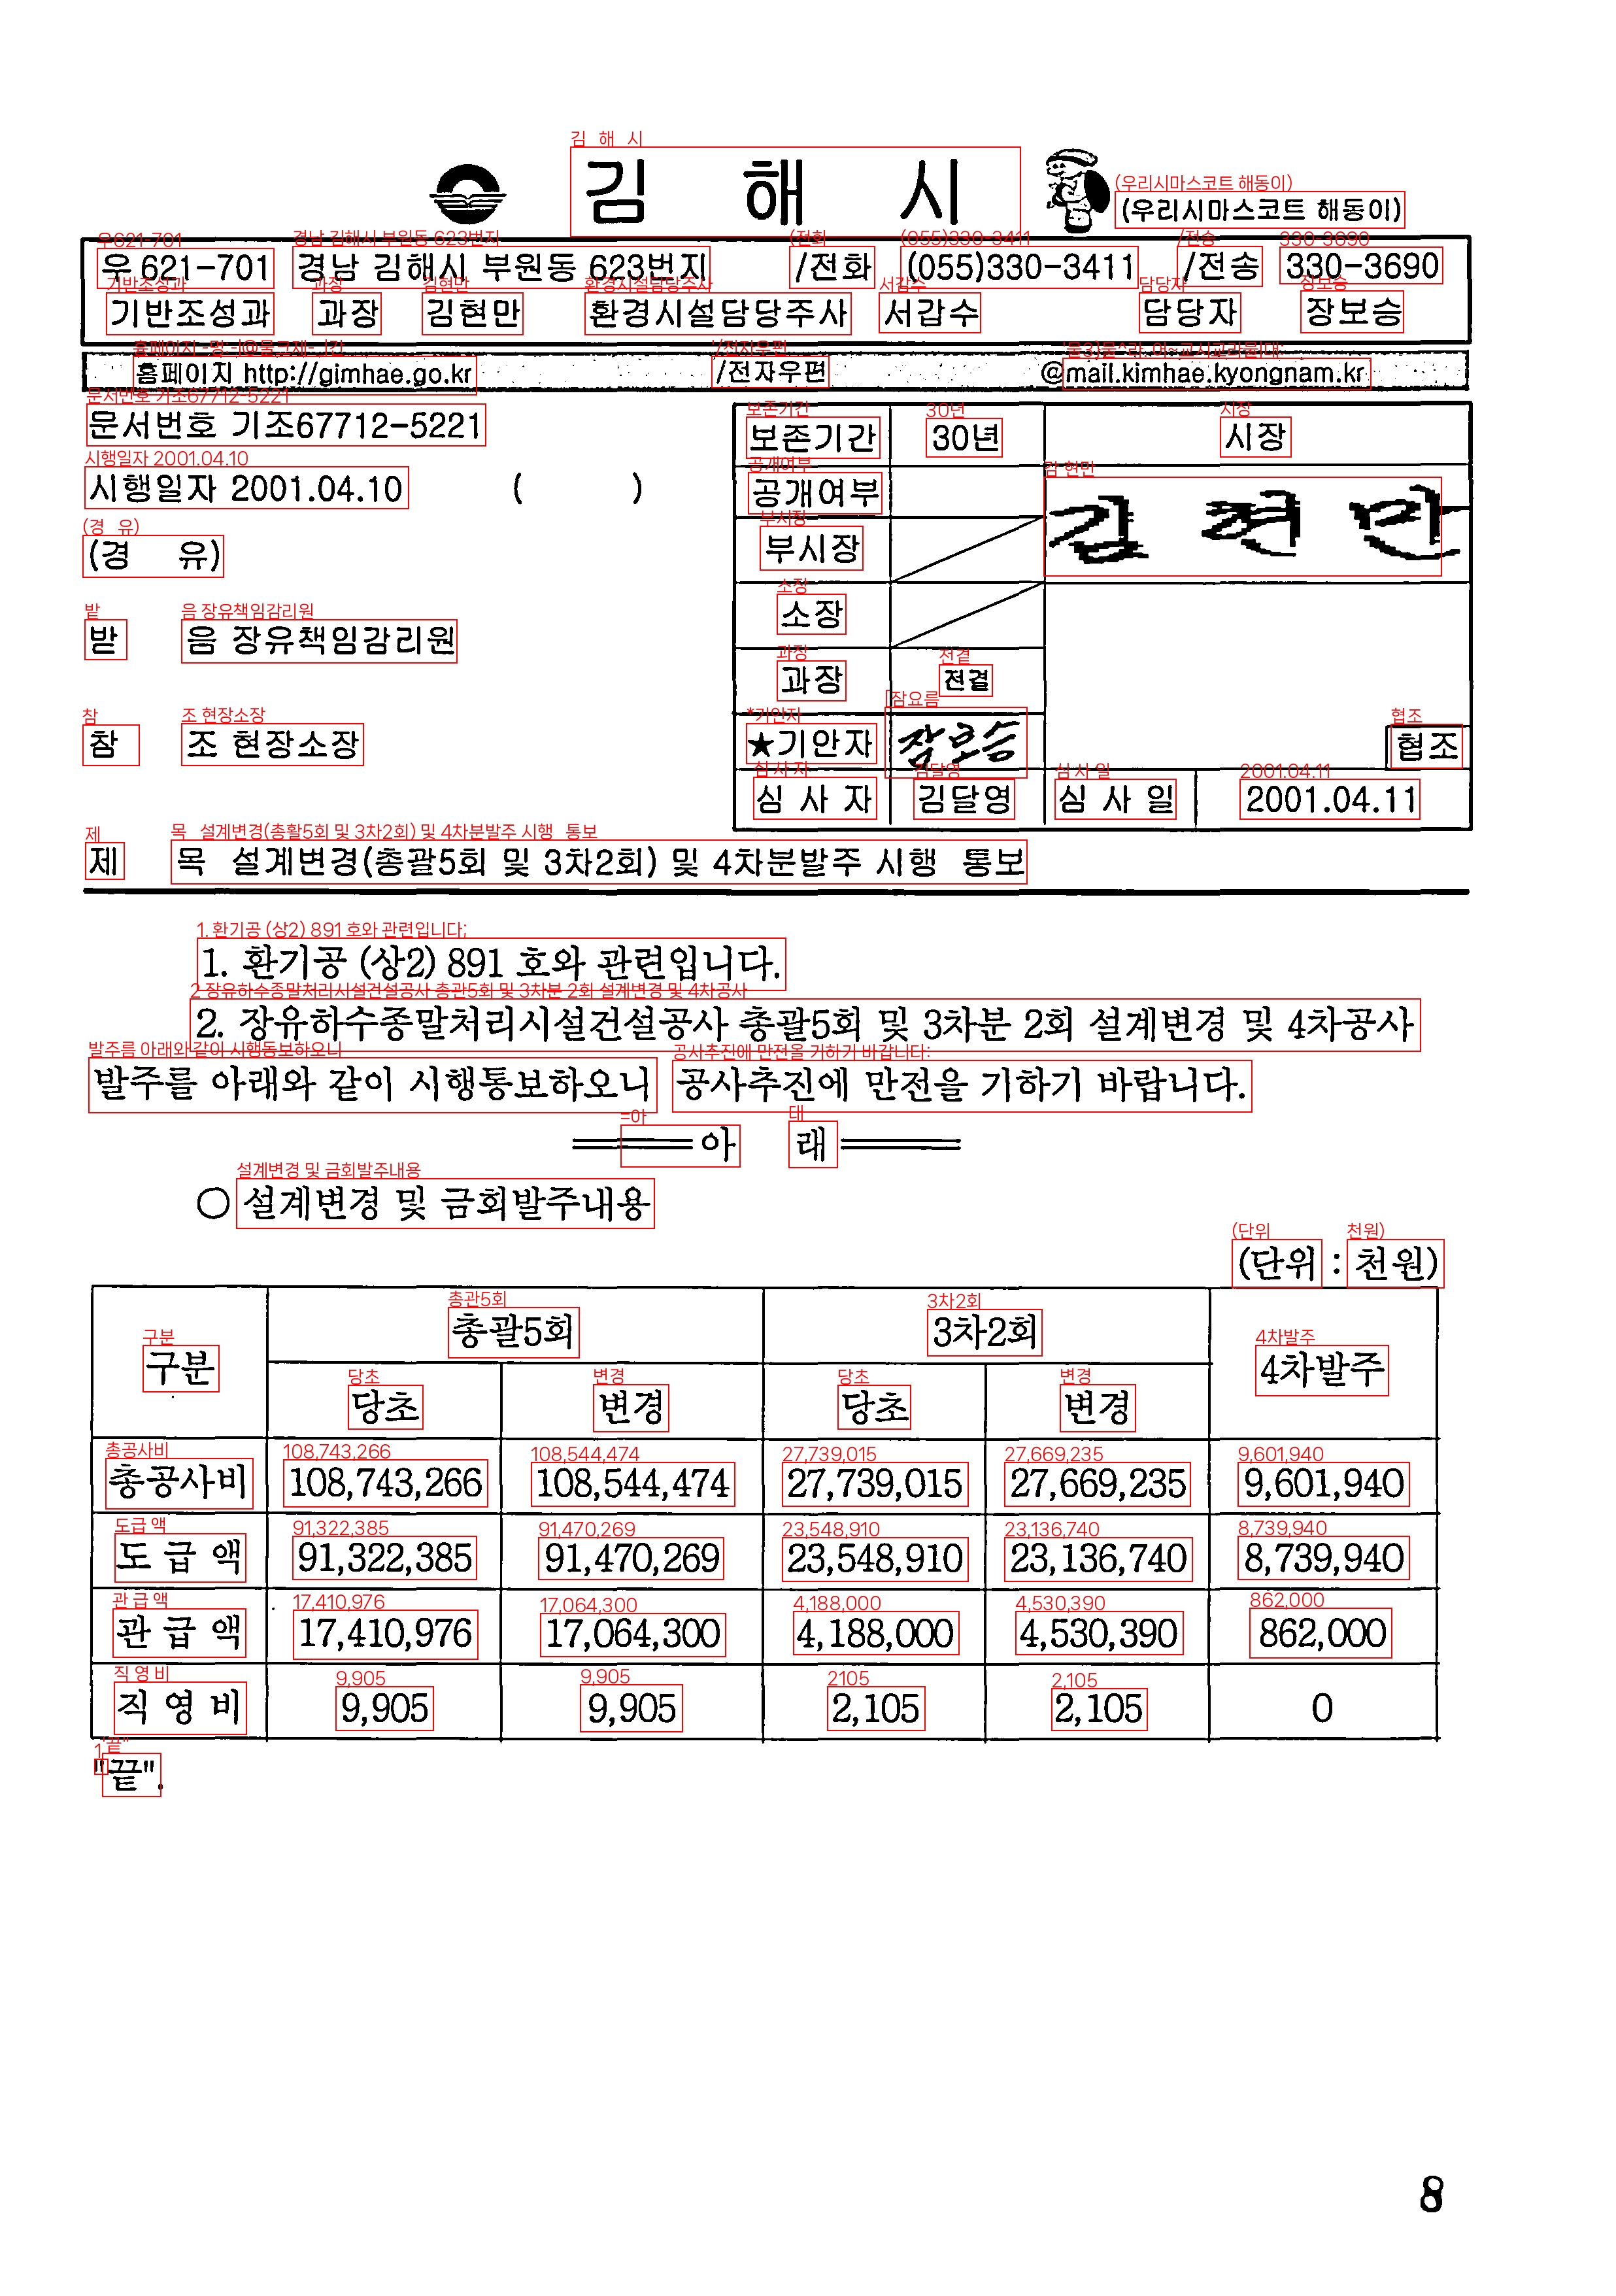 김 해 시 (우리시마스코트 해동이)
우 621-701 경남 김해시 부원동 623번지 /전화 (055)330-3411 /전송 330-3690
기반조성과 과장 김현만 환경시설담당주사 서갑수 담당자 장보승
홈페이지 http://gimhae.go.kr /전자우편 @mail.kimhae.kyongnam.kr
문서번호 기조67712-5221
시행일자 2001.04.10 ( )
(경 유)
받 음 장유책임감리원
참 조 현장소장
보존기간 30년 시장
공개여부 김현만
부시장
소장
과장 전결
★기안자 장보승 협조
심 사 자 김달영 심 사 일 2001.04.11
제 목 설계변경(총괄5회 및 3차2회) 및 4차분발주 시행 통보
1. 환기공 (상2) 891 호와 관련입니다.
2. 장유하수종말처리시설건설공사 총괄5회 및 3차분 2회 설계변경 및 4차공사
발주를 아래와 같이 시행통보하오니 공사추진에 만전을 기하기 바랍니다.
═══ 아 래 ═══
○ 설계변경 및 금회발주내용
(단위 : 천원)
구분 총괄5회 3차2회 4차발주
당초 변경 당초 변경
총공사비 108,743,266 108,544,474 27,739,015 27,669,235 9,601,940
도 급 액 91,322,385 91,470,269 23,548,910 23,136,740 8,739,940
관 급 액 17,410,976 17,064,300 4,188,000 4,530,390 862,000
직 영 비 9,905 9,905 2,105 2,105 0
"끝".
8